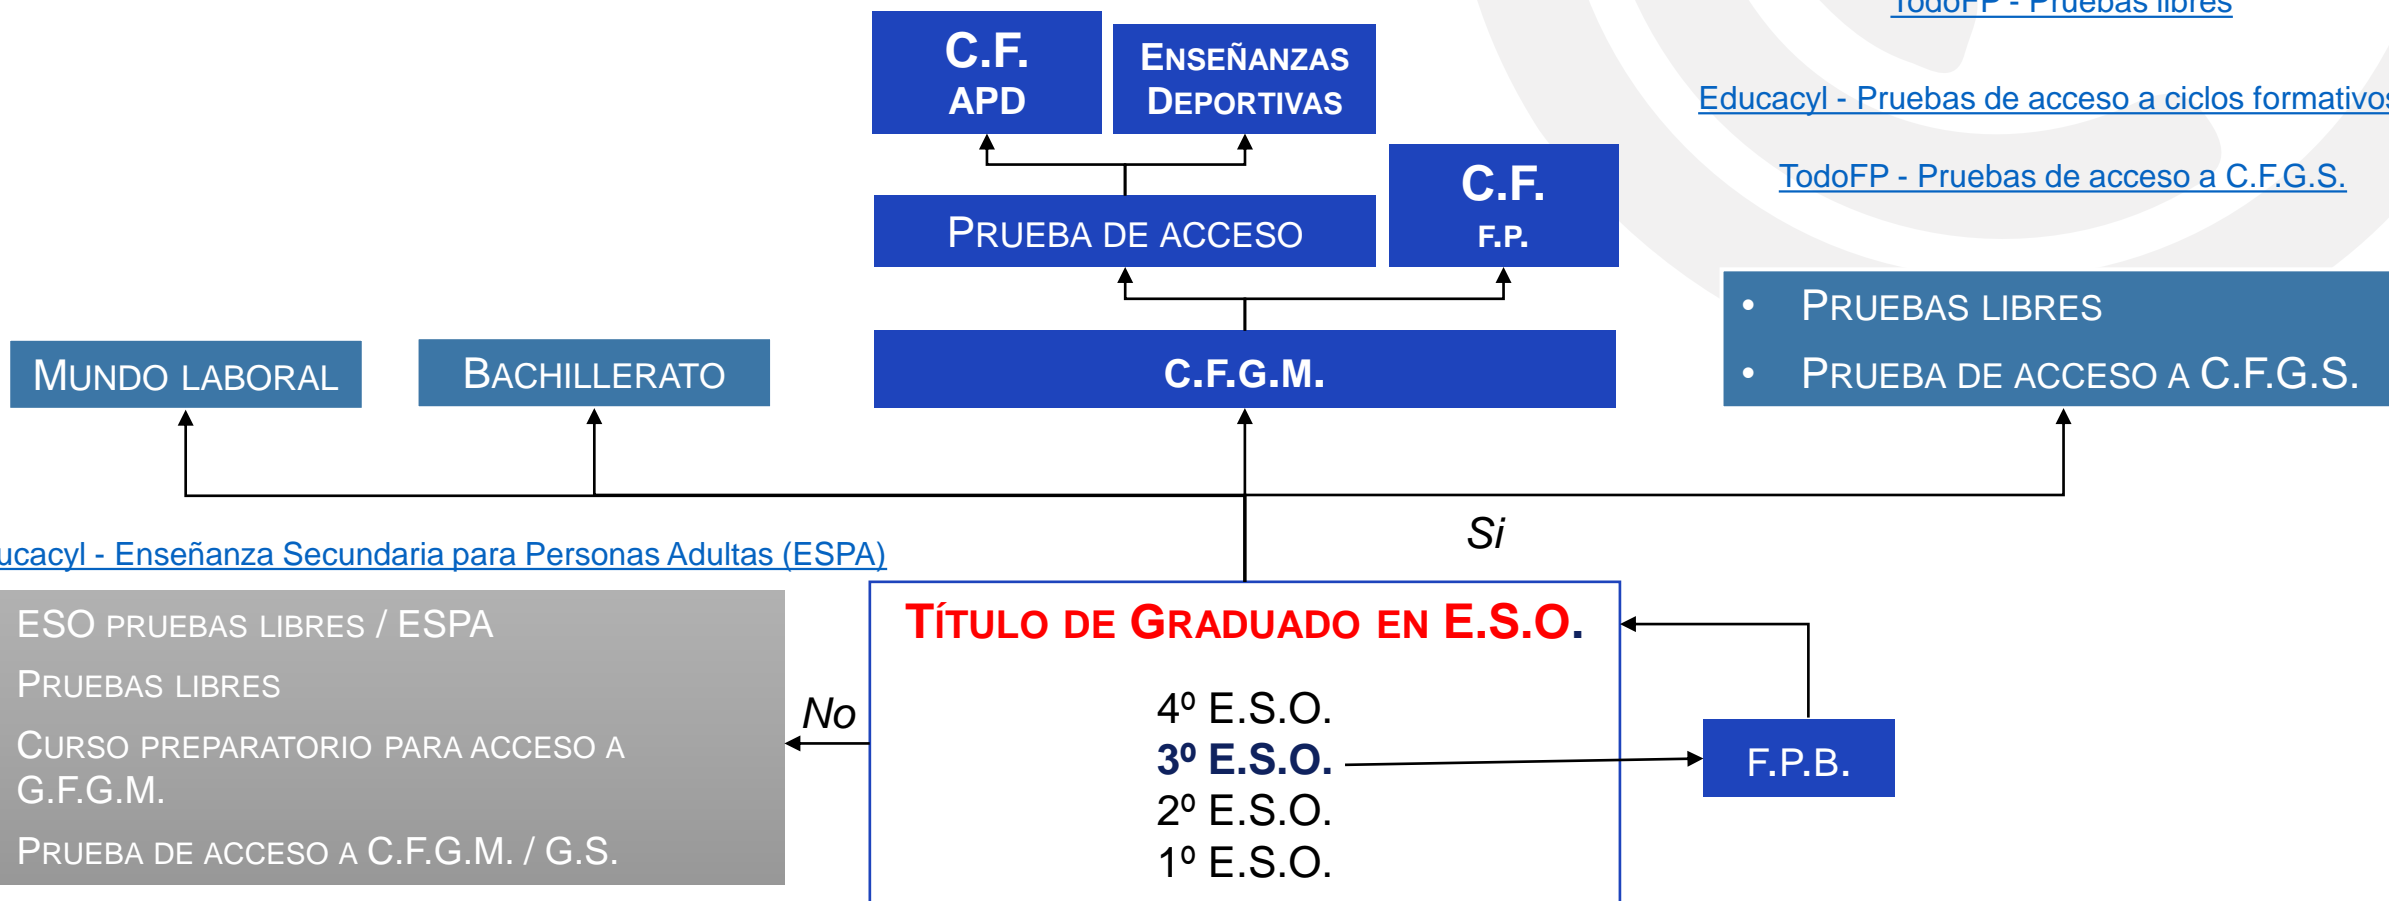 TodoFP - Pruebas libres
C.F.
APD
ENSEÑANZAS
DEPORTIVAS
Educacyl - Pruebas de acceso a ciclos formativos
TodoFP - Pruebas de acceso a C.F.G.S.
PRUEBA DE ACCESO
C.F.
F.P.
• PRUEBAS LIBRES
• PRUEBA DE ACCESO A C.F.G.S.
MUNDO LABORAL
BACHILLERATO
C.F.G.M.
Si
ucacyl - Enseñanza Secundaria para Personas Adultas (ESPA)
ESO PRUEBAS LIBRES / ESPA
PRUEBAS LIBRES
CURSO PREPARATORIO PARA ACCESO A
G.F.G.M.
PRUEBA DE ACCESO A C.F.G.M. / G.S.
No
TÍTULO DE GRADUADO EN E.S.O.
4º E.S.O.
3º E.S.O.
2º E.S.O.
1º E.S.O.
F.P.B.